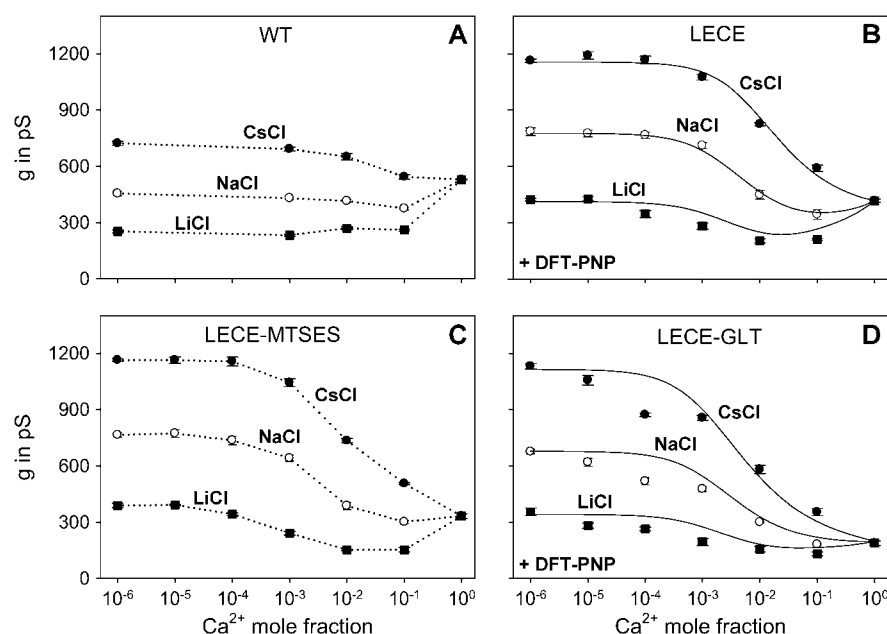 WT
A
LECE
B
1200
900
600
300
0
g in pS
CsCl
NaCl
LiCl
CsCl
NaCl
LiCl
+ DFT-PNP
LECE-MTSES
C
LECE-GLT
D
1200
900
600
300
0
g in pS
CsCl
NaCl
LiCl
CsCl
NaCl
LiCl
+ DFT-PNP
10⁻⁶ 10⁻⁵ 10⁻⁴ 10⁻³ 10⁻² 10⁻¹ 10⁰
10⁻⁶ 10⁻⁵ 10⁻⁴ 10⁻³ 10⁻² 10⁻¹ 10⁰
Ca²⁺ mole fraction
Ca²⁺ mole fraction